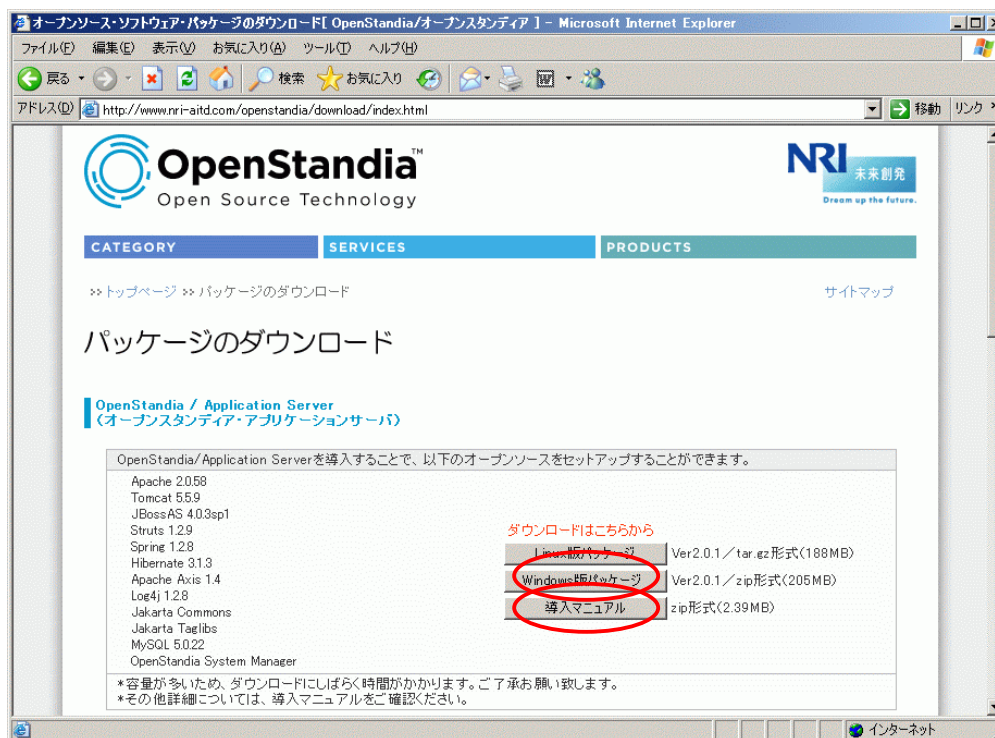 オープンソース・ソフトウェア・パッケージのダウンロード[ OpenStandia/オープンスタンディア ] - Microsoft Internet Explorer
ファイル(F) 編集(E) 表示(V) お気に入り(A) ツール(T) ヘルプ(H)
戻る 検索 お気に入り
アドレス(D) http://www.nri-aitd.com/openstandia/download/index.html 移動 リンク »
OpenStandia™
Open Source Technology
NRI 未来創発
Dream up the future.
CATEGORY SERVICES PRODUCTS
>> トップページ >> パッケージのダウンロード サイトマップ
パッケージのダウンロード
OpenStandia / Application Server
(オープンスタンディア・アプリケーションサーバ)
OpenStandia/Application Serverを導入することで、以下のオープンソースをセットアップすることができます。
Apache 2.0.58
Tomcat 5.5.9
JBossAS 4.0.3sp1
Struts 1.2.9
Spring 1.2.8
Hibernate 3.1.3
Apache Axis 1.4
Log4j 1.2.8
Jakarta Commons
Jakarta Taglibs
MySQL 5.0.22
OpenStandia System Manager
ダウンロードはこちらから
Linux版パッケージ Ver2.0.1/tar.gz形式(188MB)
Windows版パッケージ Ver2.0.1/zip形式(205MB)
導入マニュアル zip形式(2.39MB)
*容量が多いため、ダウンロードにしばらく時間がかかります。ご了承お願い致します。
*その他詳細については、導入マニュアルをご確認ください。
インターネット